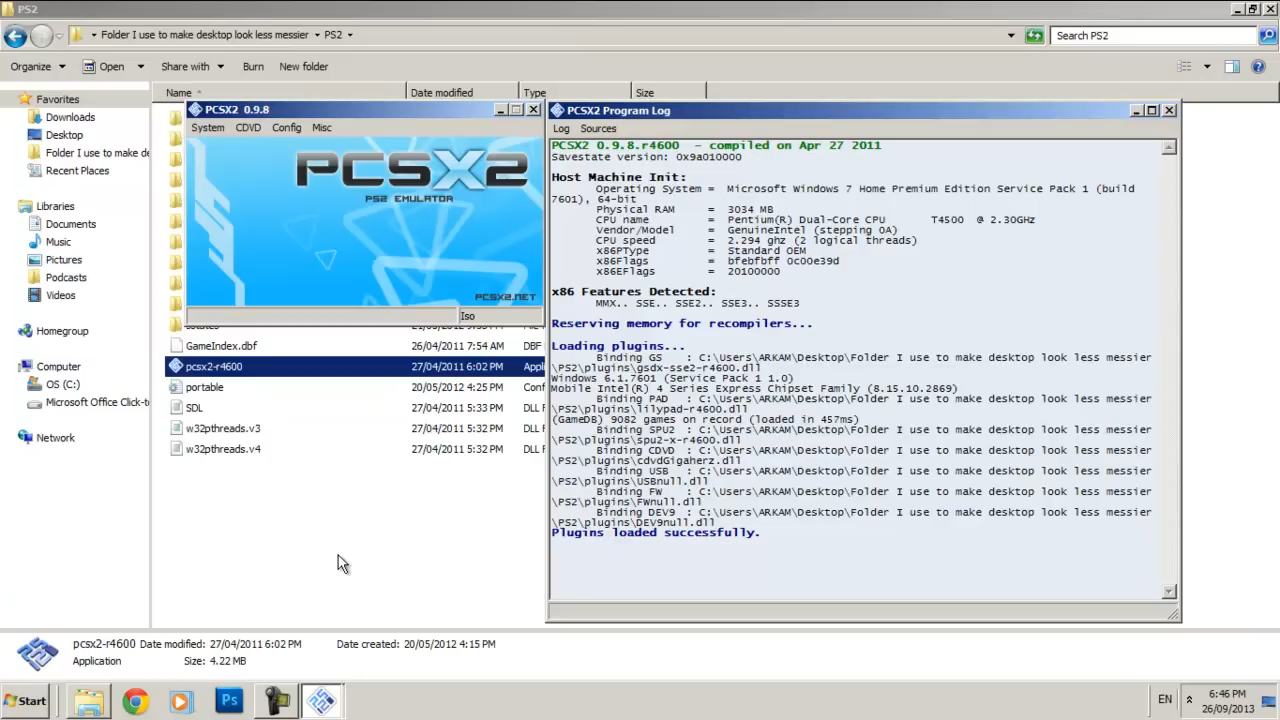 PS2
Folder I use to make desktop look less messier
PS2
Search PS2
Organize
Open
Share with
Burn
New folder
Name
Date modified
Type
Size
Favorites
Downloads
Desktop
Folder I use to make d
Recent Places
Libraries
Documents
Music
Pictures
Podcasts
Videos
Homegroup
Computer
OS (C:)
Microsoft Office Click-t
Network
PCSX2 0.9.8
System
CDVD
Config
Misc
PCSX2
PS2 EMULATOR
PCSX2.NET
Iso
GameIndex.dbf
26/04/2011 7:54 AM
DBF F
pcsx2-r4600
27/04/2011 6:02 PM
Appli
portable
20/05/2012 4:25 PM
Conf
SDL
27/04/2011 5:33 PM
DLL F
w32pthreads.v3
27/04/2011 5:32 PM
DLL F
w32pthreads.v4
27/04/2011 5:32 PM
DLL F
PCSX2 Program Log
Log
Sources
PCSX2 0.9.8.r4600 - compiled on Apr 27 2011
Savestate version: 0x9a010000
Host Machine Init:
Operating System = Microsoft Windows 7 Home Premium Edition Service Pack 1 (build
7601), 64-bit
Physical RAM = 3034 MB
CPU name = Pentium(R) Dual-Core CPU T4500 @ 2.30GHz
Vendor/Model = GenuineIntel (stepping 0A)
CPU speed = 2.294 ghz (2 logical threads)
x86PType = Standard OEM
x86Flags = bfebfbff 0c00e39d
x86EFlags = 20100000
x86 Features Detected:
MMX.. SSE.. SSE2.. SSE3.. SSSE3
Reserving memory for recompilers...
Loading plugins...
Binding GS : C:\Users\ARKAM\Desktop\Folder I use to make desktop look less messier
\PS2\plugins\gsdx-sse2-r4600.dll
Windows 6.1.7601 (Service Pack 1 1.0)
Mobile Intel(R) 4 Series Express Chipset Family (8.15.10.2869)
Binding PAD : C:\Users\ARKAM\Desktop\Folder I use to make desktop look less messier
\PS2\plugins\lilypad-r4600.dll
(GameDB) 9082 games on record (loaded in 457ms)
Binding SPU2 : C:\Users\ARKAM\Desktop\Folder I use to make desktop look less messier
\PS2\plugins\spu2-x-r4600.dll
Binding CDVD : C:\Users\ARKAM\Desktop\Folder I use to make desktop look less messier
\PS2\plugins\cdvdGigaherz.dll
Binding USB : C:\Users\ARKAM\Desktop\Folder I use to make desktop look less messier
\PS2\plugins\USBnull.dll
Binding FW : C:\Users\ARKAM\Desktop\Folder I use to make desktop look less messier
\PS2\plugins\FWnull.dll
Binding DEV9 : C:\Users\ARKAM\Desktop\Folder I use to make desktop look less messier
\PS2\plugins\DEV9null.dll
Plugins loaded successfully.
pcsx2-r4600 Date modified: 27/04/2011 6:02 PM
Date created: 20/05/2012 4:15 PM
Application
Size: 4.22 MB
Start
Ps
EN
6:46 PM
26/09/2013